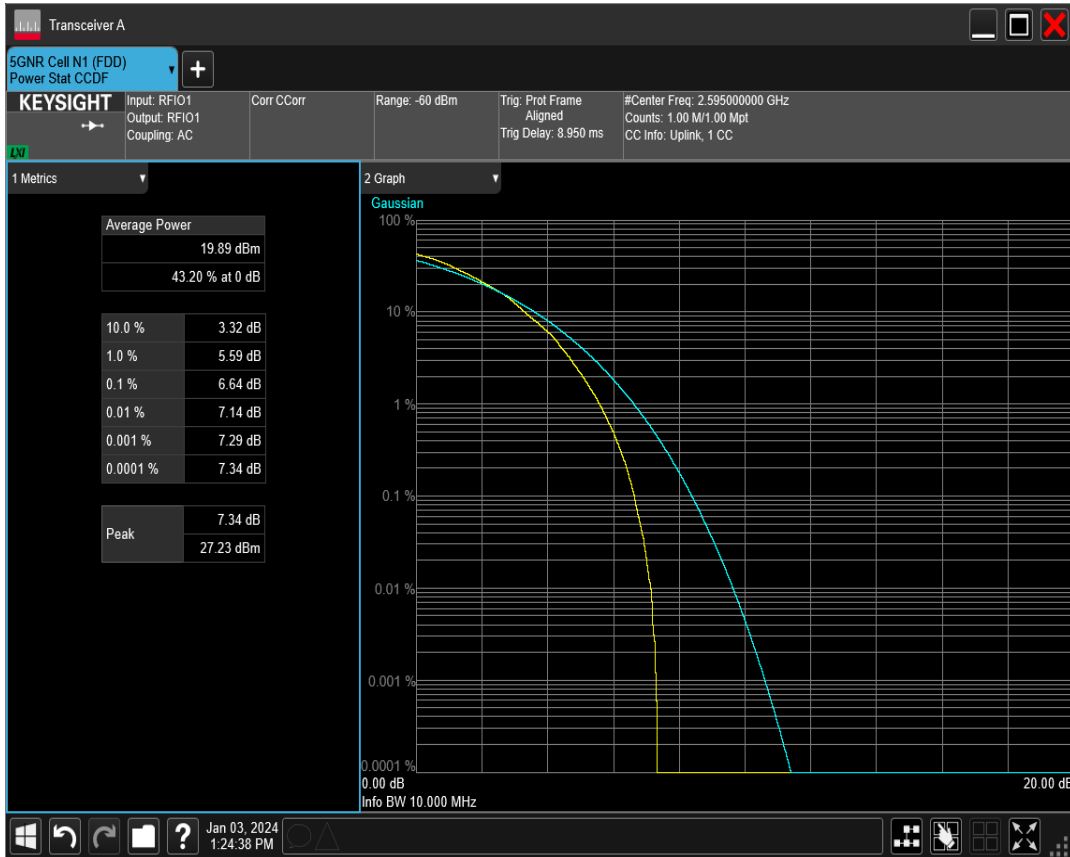 Transceiver A
5GNR Cell N1 (FDD)
Power Stat CCDF
KEYSIGHT
LXI
Input: RFIO1
Output: RFIO1
Coupling: AC
Corr CCorr
Range: -60 dBm
Trig: Prot Frame
Aligned
Trig Delay: 8.950 ms
#Center Freq: 2.595000000 GHz
Counts: 1.00 M/1.00 Mpt
CC Info: Uplink, 1 CC
1 Metrics
Average Power
19.89 dBm
43.20 % at 0 dB
10.0 % 3.32 dB
1.0 % 5.59 dB
0.1 % 6.64 dB
0.01 % 7.14 dB
0.001 % 7.29 dB
0.0001 % 7.34 dB
Peak 7.34 dB
27.23 dBm
2 Graph
Gaussian
100 %
10 %
1 %
0.1 %
0.01 %
0.001 %
0.0001 %
0.00 dB 20.00 dB
Info BW 10.000 MHz
? Jan 03, 2024
1:24:38 PM